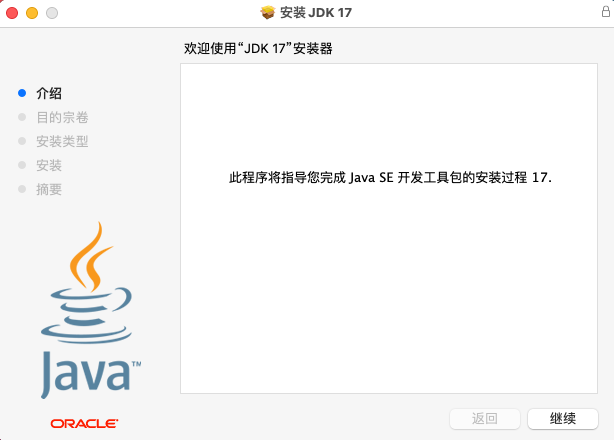 安装 JDK 17
欢迎使用“JDK 17”安装器
介绍
目的宗卷
安装类型
安装
摘要
此程序将指导您完成 Java SE 开发工具包的安装过程 17.
Java™
ORACLE®
返回
继续